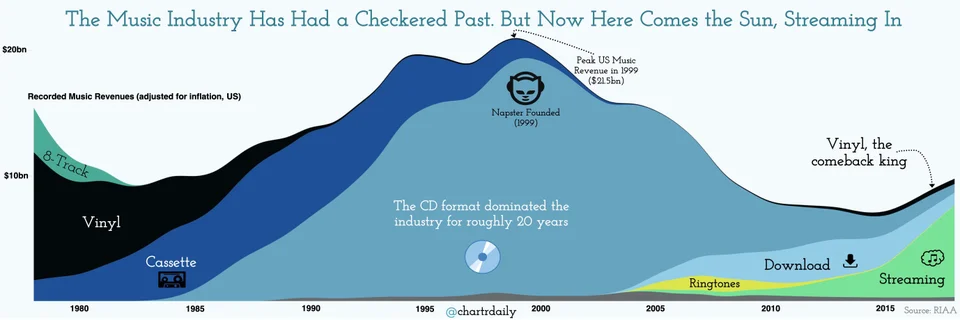 The Music Industry Has Had a Checkered Past. But Now Here Comes the Sun, Streaming In
$20bn
Peak US Music
Revenue in 1999
($21.5bn)
Recorded Music Revenues (adjusted for inflation, US)
Napster Founded
(1999)
8-Track
Vinyl, the
comeback king
$10bn
Vinyl
The CD format dominated the
industry for roughly 20 years
Cassette
Download
Streaming
Ringtones
1980
1985
1990
1995
2000
2005
2010
2015
@chartrdaily
Source: RIAA